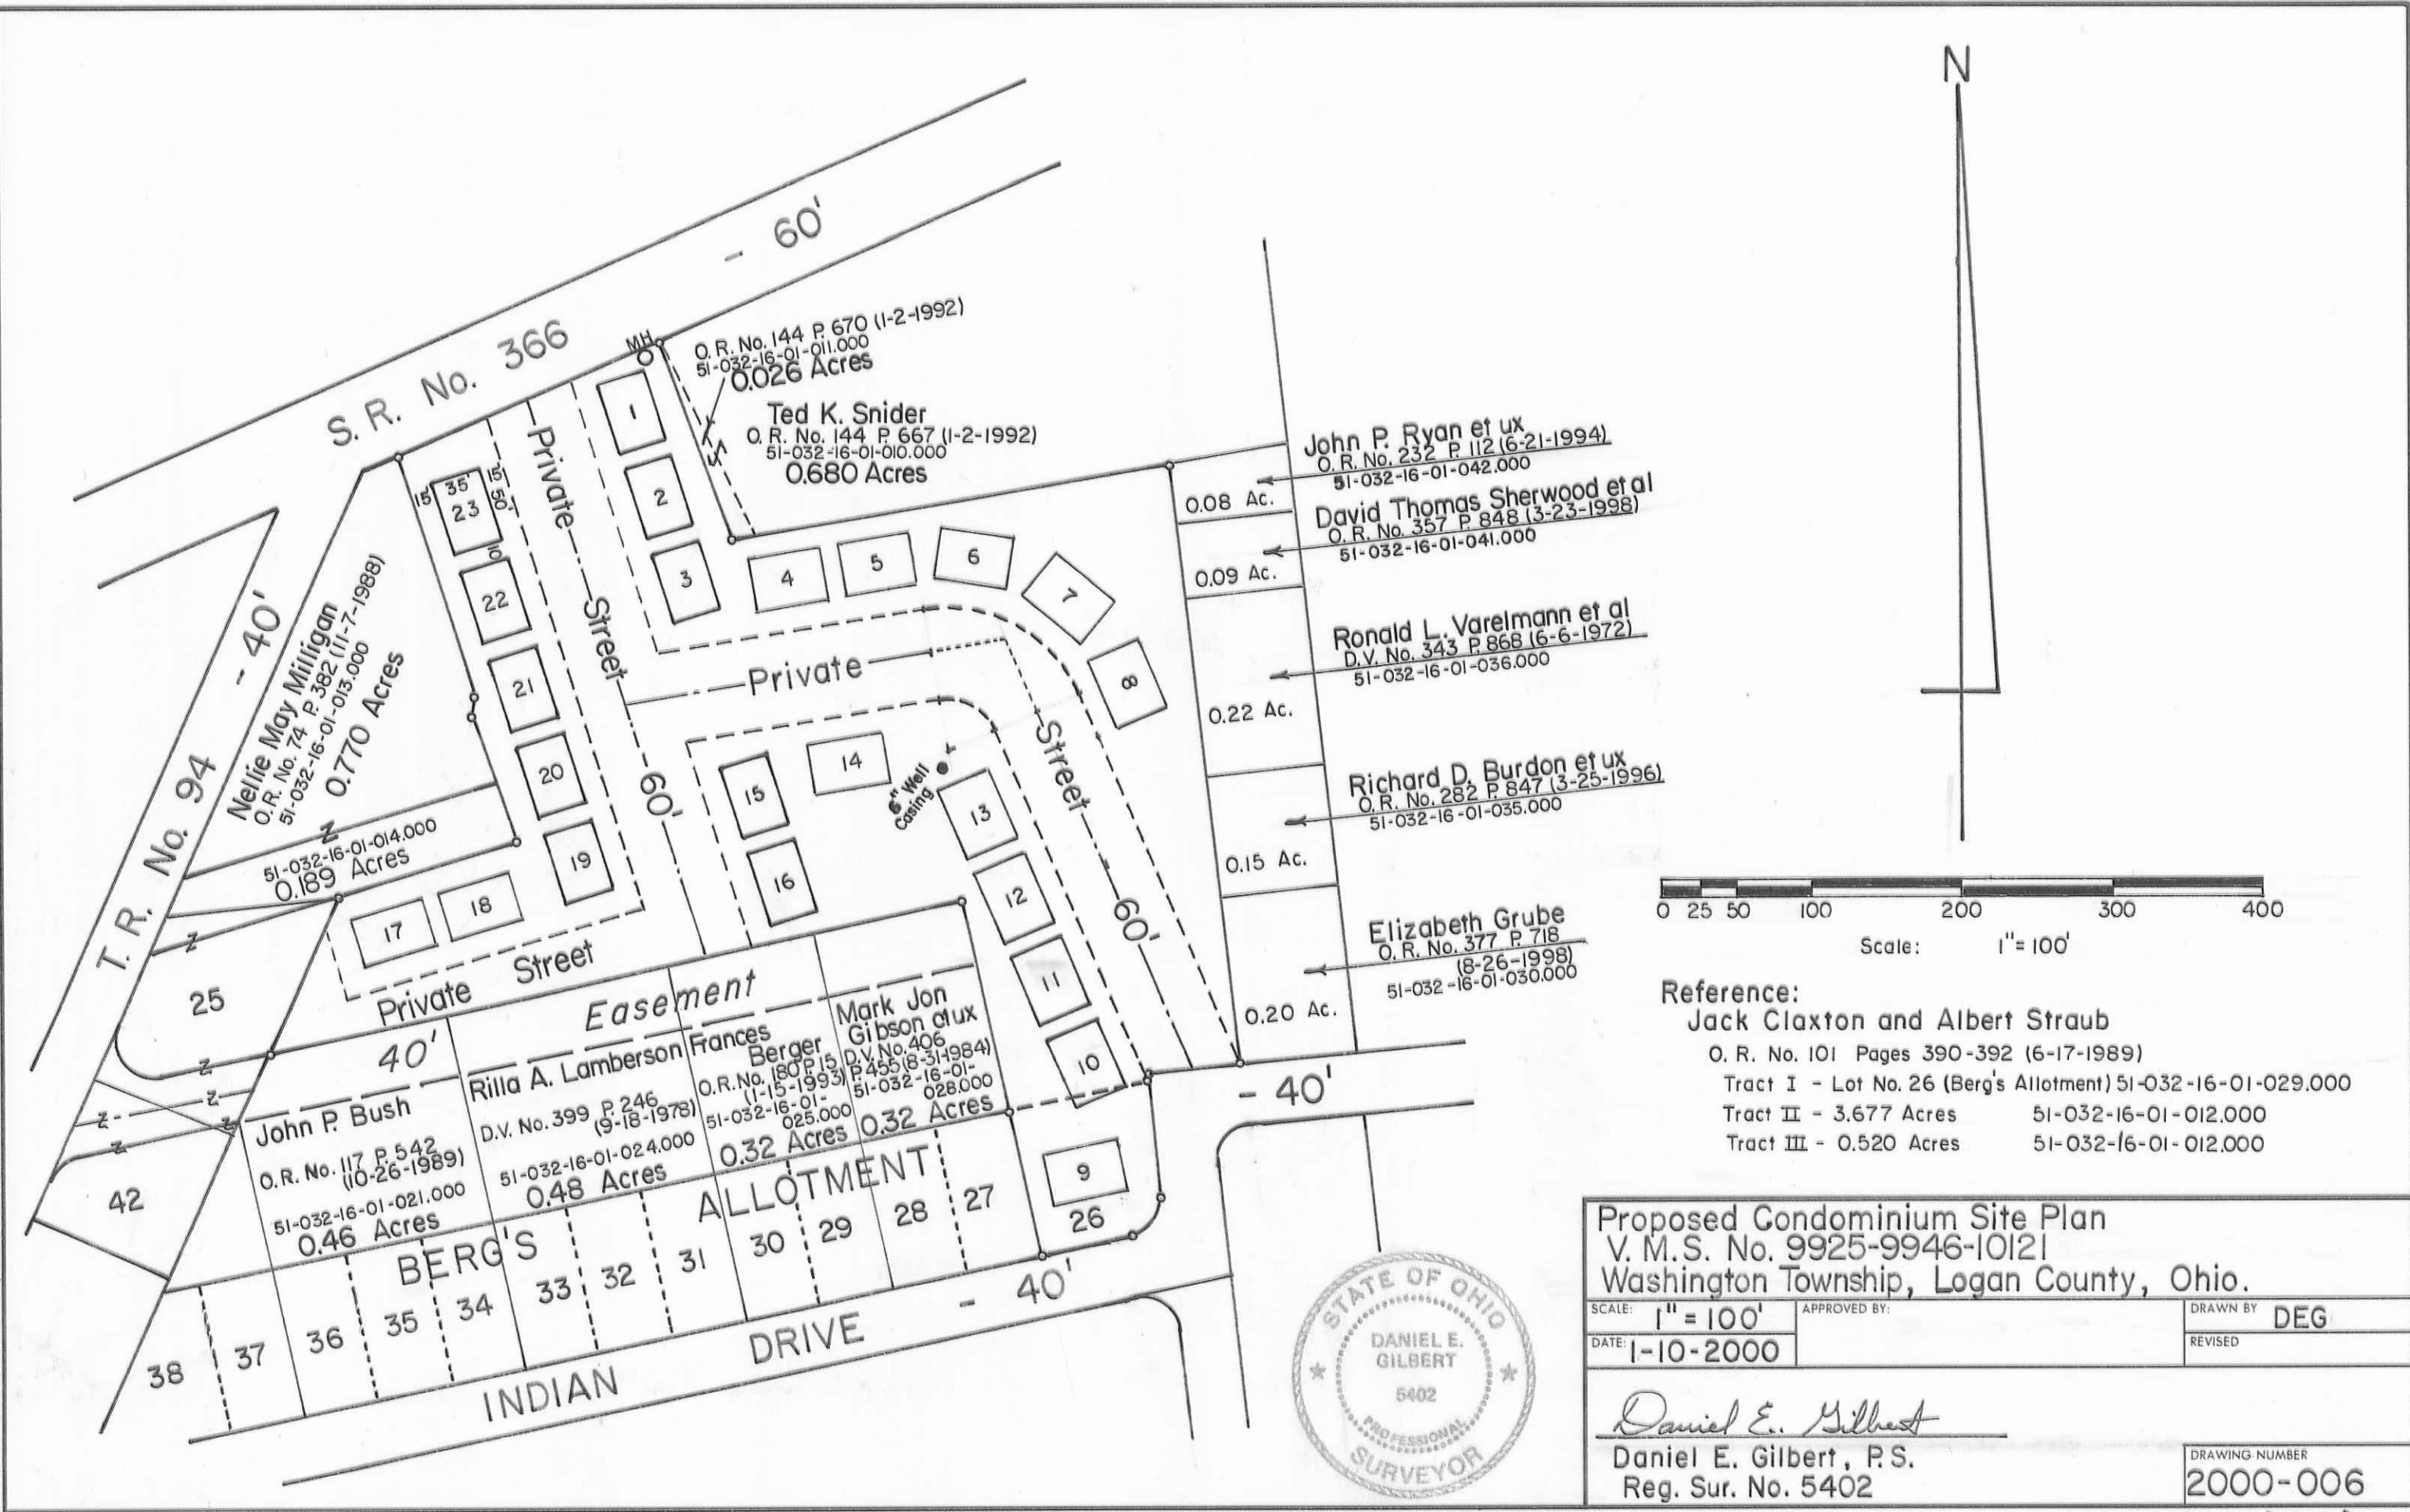 N
- 60'
S. R. No. 366
MH
O. R. No. 144 P. 670 (1-2-1992)
51-032-16-01-011.000
0.026 Acres
Ted K. Snider
O. R. No. 144 P. 667 (1-2-1992)
51-032-16-01-010.000
0.680 Acres
1
2
3
4
5
6
7
8
15'
35'
15'
23
50'
10'
22
21
20
19
18
17
Private
Street
60'
Private
Street
60'
14
15
16
6" Well
Casing
13
12
11
10
9
26
- 40'
T. R. No. 94 - 40'
Nellie May Milligan
O. R. No. 74 P. 382 (11-7-1988)
51-032-16-01-013.000
0.770 Acres
Z
51-032-16-01-014.000
0.189 Acres
Z
25
Z
Z
Z
Z
Z
42
Private Street
40' Easement
John P. Bush
O. R. No. 117 P. 542
(10-26-1989)
51-032-16-01-021.000
0.46 Acres
Rilla A. Lamberson
D.V. No. 399 P. 246
(9-18-1978)
51-032-16-01-024.000
0.48 Acres
Frances
Berger
O.R. No. 180 P. 15
(1-15-1993)
51-032-16-01-
025.000
0.32 Acres
Mark Jon
Gibson
D.V. No. 406
P. 455 (8-31-1984)
51-032-16-01-
028.000
0.32 Acres
BERG'S ALLOTMENT
38
37
36
35
34
33
32
31
30
29
28
27
INDIAN DRIVE - 40'
0.08 Ac.
0.09 Ac.
0.22 Ac.
0.15 Ac.
0.20 Ac.
John P. Ryan et ux
O. R. No. 232 P. 112 (6-21-1994)
51-032-16-01-042.000
David Thomas Sherwood et al
O. R. No. 357 P. 848 (3-23-1998)
51-032-16-01-041.000
Ronald L. Varelmann et al
D.V. No. 343 P. 868 (6-6-1972)
51-032-16-01-036.000
Richard D. Burdon et ux
O. R. No. 282 P. 847 (3-25-1996)
51-032-16-01-035.000
Elizabeth Grube
O. R. No. 377 P. 718
(8-26-1998)
51-032-16-01-030.000
0 25 50 100 200 300 400
Scale: 1" = 100'
Reference:
Jack Claxton and Albert Straub
O. R. No. 101 Pages 390-392 (6-17-1989)
Tract I - Lot No. 26 (Berg's Allotment) 51-032-16-01-029.000
Tract II - 3.677 Acres 51-032-16-01-012.000
Tract III - 0.520 Acres 51-032-16-01-012.000
STATE OF OHIO
DANIEL E.
GILBERT
5402
PROFESSIONAL
SURVEYOR
Proposed Condominium Site Plan
V. M. S. No. 9925-9946-10121
Washington Township, Logan County, Ohio.
SCALE: 1" = 100'
APPROVED BY:
DRAWN BY DEG
DATE: 1-10-2000
REVISED
Daniel E. Gilbert
Daniel E. Gilbert, P.S.
Reg. Sur. No. 5402
DRAWING NUMBER
2000-006